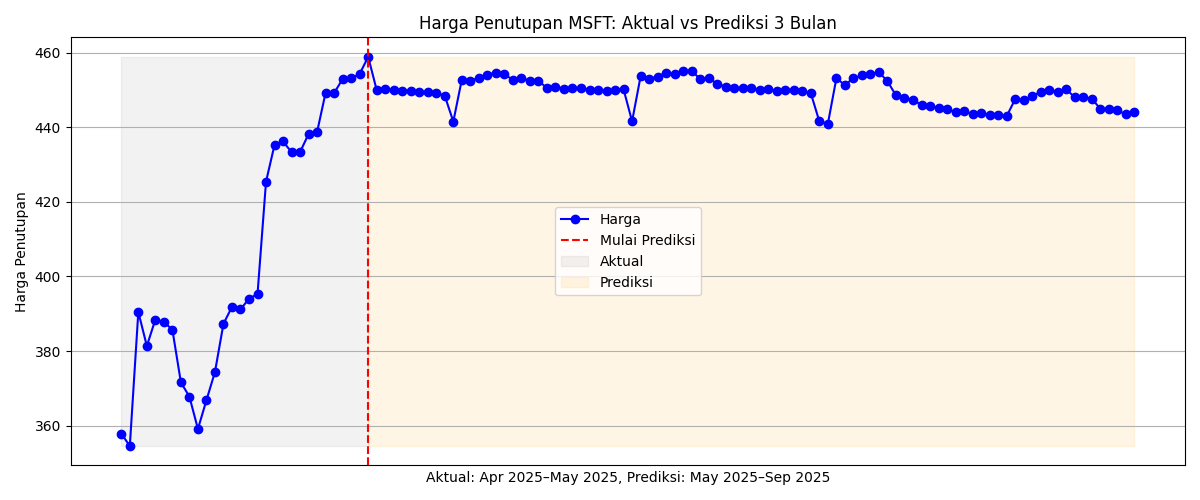 Harga Penutupan MSFT: Aktual vs Prediksi 3 Bulan
Harga Penutupan
460
440
420
400
380
360
Harga
Mulai Prediksi
Aktual
Prediksi
Aktual: Apr 2025–May 2025, Prediksi: May 2025–Sep 2025